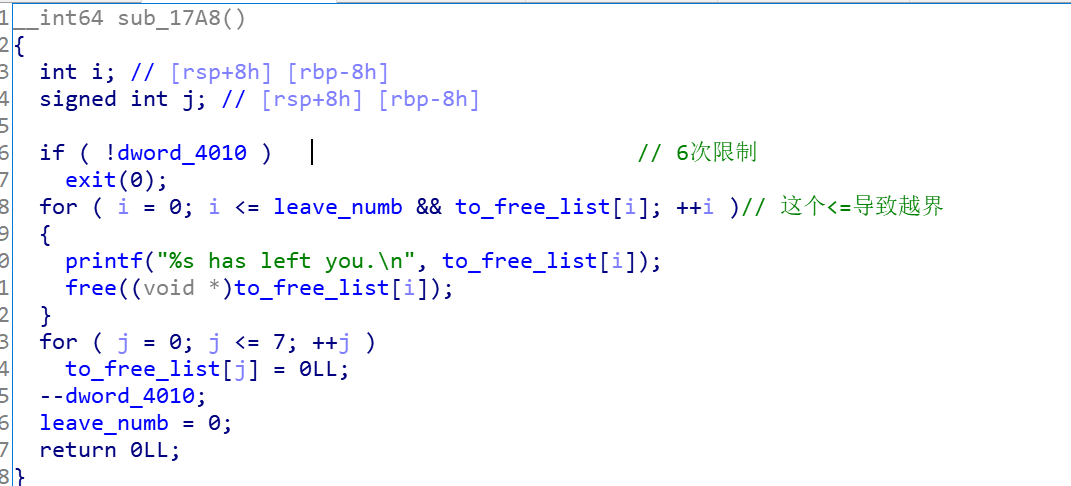 1 __int64 sub_17A8()
2 {
3 int i; // [rsp+8h] [rbp-8h]
4 signed int j; // [rsp+8h] [rbp-8h]
5
6 if ( !dword_4010 ) // 6次限制
7 exit(0);
8 for ( i = 0; i <= leave_numb && to_free_list[i]; ++i )// 这个<=导致越界
9 {
0 printf("%s has left you.\n", to_free_list[i]);
1 free((void *)to_free_list[i]);
2 }
3 for ( j = 0; j <= 7; ++j )
4 to_free_list[j] = 0LL;
5 --dword_4010;
6 leave_numb = 0;
7 return 0LL;
8 }